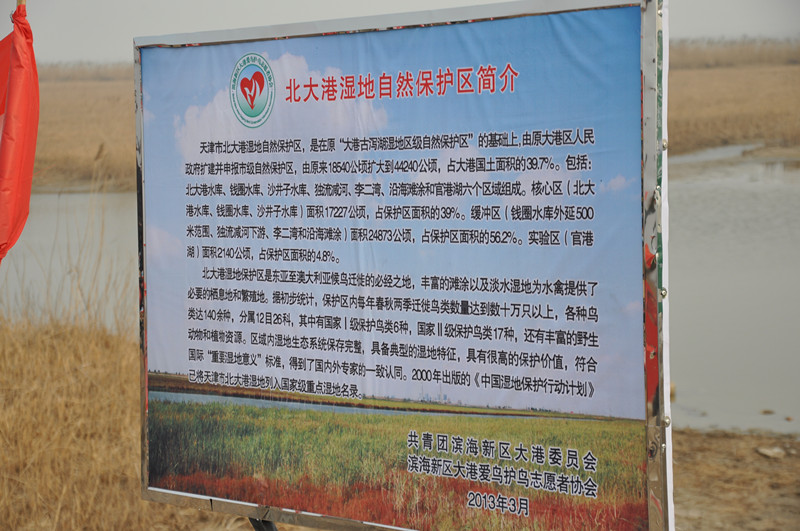 北大港湿地自然保护区简介
天津市北大港湿地自然保护区，是在原“大港古泻湖湿地区级自然保护区”的基础上，由原大港区人民
政府扩建并申报市级自然保护区，由原来18540公顷扩大到44240公顷，占大港国土面积的39.7%。包括：
北大港水库、钱圈水库、沙井子水库、独流减河、李二湾、沿海滩涂和官港湖六个区域组成。核心区（北大
港水库、钱圈水库、沙井子水库）面积17227公顷，占保护区面积的39%。缓冲区（钱圈水库外延500
米范围、独流减河下游、李二湾和沿海滩涂）面积24873公顷，占保护区面积的56.2%。实验区（官港
湖）面积2140公顷，占保护区面积的4.8%。
北大港湿地保护区是东亚至澳大利亚候鸟迁徙的必经之地，丰富的滩涂以及淡水湿地为水禽提供了
必要的栖息地和繁殖地。据初步统计，保护区内每年春秋两季迁徙鸟类数量达到数十万只以上，各种鸟
类达140余种，分属12目26科，其中有国家Ⅰ级保护鸟类6种，国家Ⅱ级保护鸟类17种，还有丰富的野生
动物和植物资源。区域内湿地生态系统保存完整，具备典型的湿地特征，具有很高的保护价值，符合
国际“重要湿地意义”标准，得到了国内外专家的一致认同。2000年出版的《中国湿地保护行动计划》
已将天津市北大港湿地列入国家级重点湿地名录。
共青团滨海新区大港委员会
滨海新区大港爱鸟护鸟志愿者协会
2013年3月